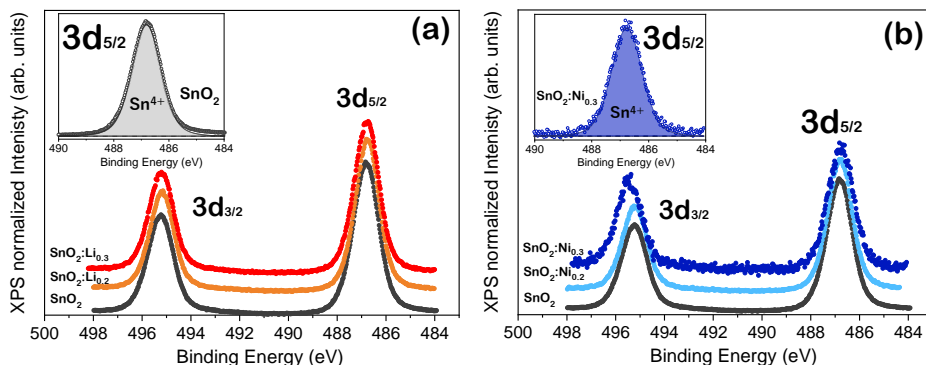 (a)
XPS normalized Intenisty (arb. units)
3d5/2
SnO2
Sn4+
490 488 486 484
Binding Energy (eV)
3d5/2
3d3/2
SnO2:Li0.3
SnO2:Li0.2
SnO2
500 498 496 494 492 490 488 486 484
Binding Energy (eV)
(b)
XPS normalized Intensity (arb. units)
3d5/2
SnO2:Ni0.3
Sn4+
490 488 486 484
Binding Energy (eV)
3d5/2
3d3/2
SnO2:Ni0.3
SnO2:Ni0.2
SnO2
500 498 496 494 492 490 488 486 484
Binding Energy (eV)